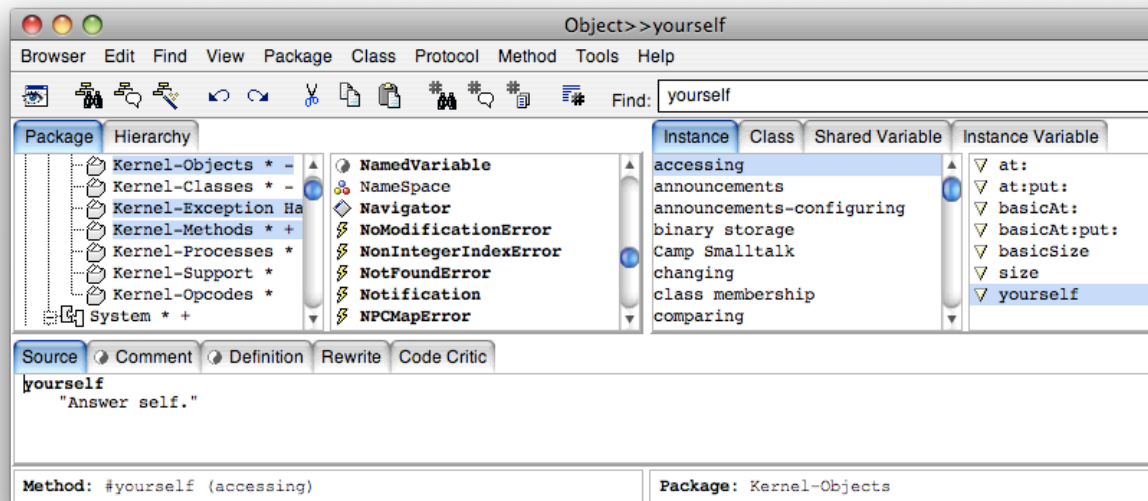 Object>>yourself
Browser Edit Find View Package Class Protocol Method Tools Help
Find: yourself
Package Hierarchy
Kernel-Objects * -
Kernel-Classes * -
Kernel-Exception Ha
Kernel-Methods * +
Kernel-Processes *
Kernel-Support *
Kernel-Opcodes *
System * +
NamedVariable
NameSpace
Navigator
NoModificationError
NonIntegerIndexError
NotFoundError
Notification
NPCMapError
Instance Class Shared Variable Instance Variable
accessing
announcements
announcements-configuring
binary storage
Camp Smalltalk
changing
class membership
comparing
at:
at:put:
basicAt:
basicAt:put:
basicSize
size
yourself
Source Comment Definition Rewrite Code Critic
yourself
"Answer self."
Method: #yourself (accessing)
Package: Kernel-Objects